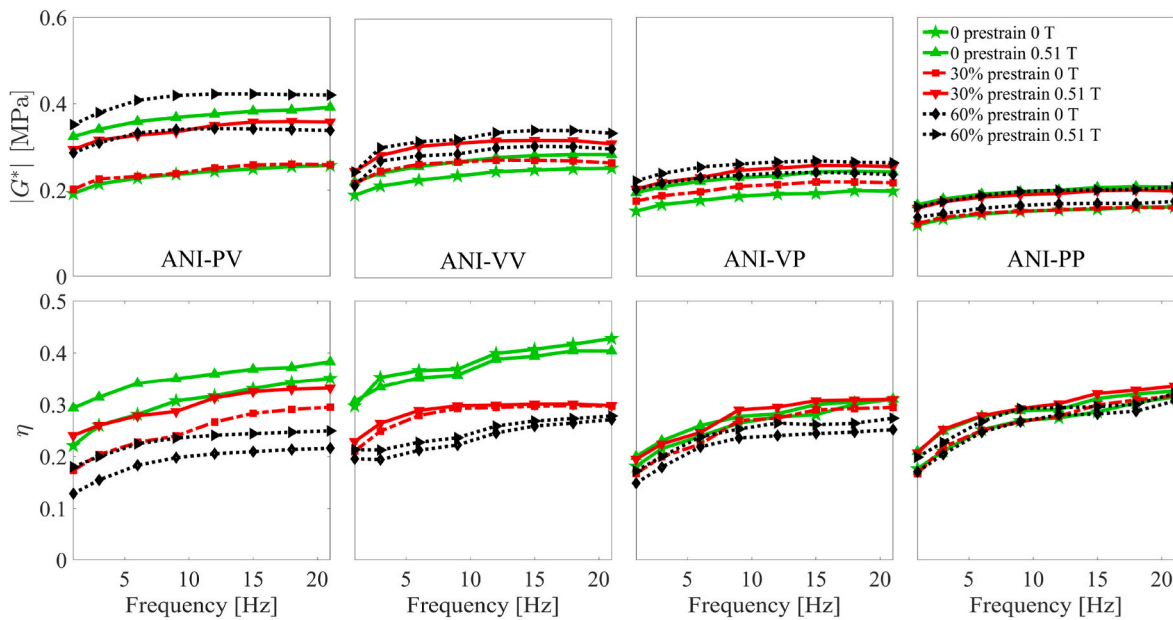 0.6
0.4
0.2
0
|G*| [MPa]
ANI-PV
ANI-VV
ANI-VP
ANI-PP
0 prestrain 0 T
0 prestrain 0.51 T
30% prestrain 0 T
30% prestrain 0.51 T
60% prestrain 0 T
60% prestrain 0.51 T
0.5
0.4
0.3
0.2
0.1
0
η
5 10 15 20
5 10 15 20
5 10 15 20
5 10 15 20
Frequency [Hz]
Frequency [Hz]
Frequency [Hz]
Frequency [Hz]